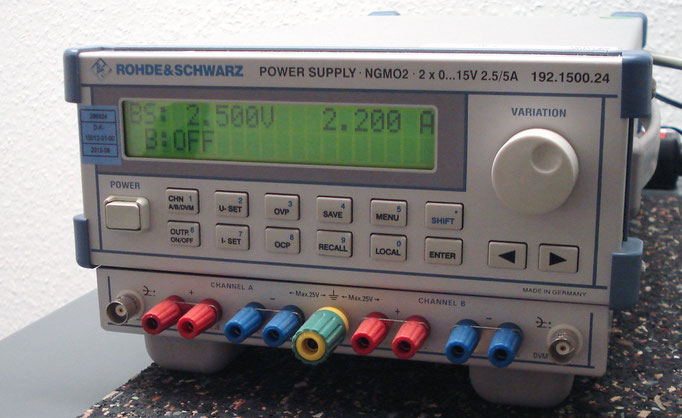 ROHDE&SCHWARZ POWER SUPPLY · NGMO2 · 2 x 0...15V 2.5/5A 192.1500.24
BS: 2.500V 2.200 A
B:OFF
VARIATION
D-K-
2013-08
POWER
CHN 1 A/B/DVM
U-SET 2
OVP 3
SAVE 4
MENU 5
SHIFT
OUTP. 6 ON/OFF
I-SET 7
OCP 8
RECALL 9
LOCAL 0
ENTER
MADE IN GERMANY
+ CHANNEL A - Max.25V Max.25V + CHANNEL B -
DVM